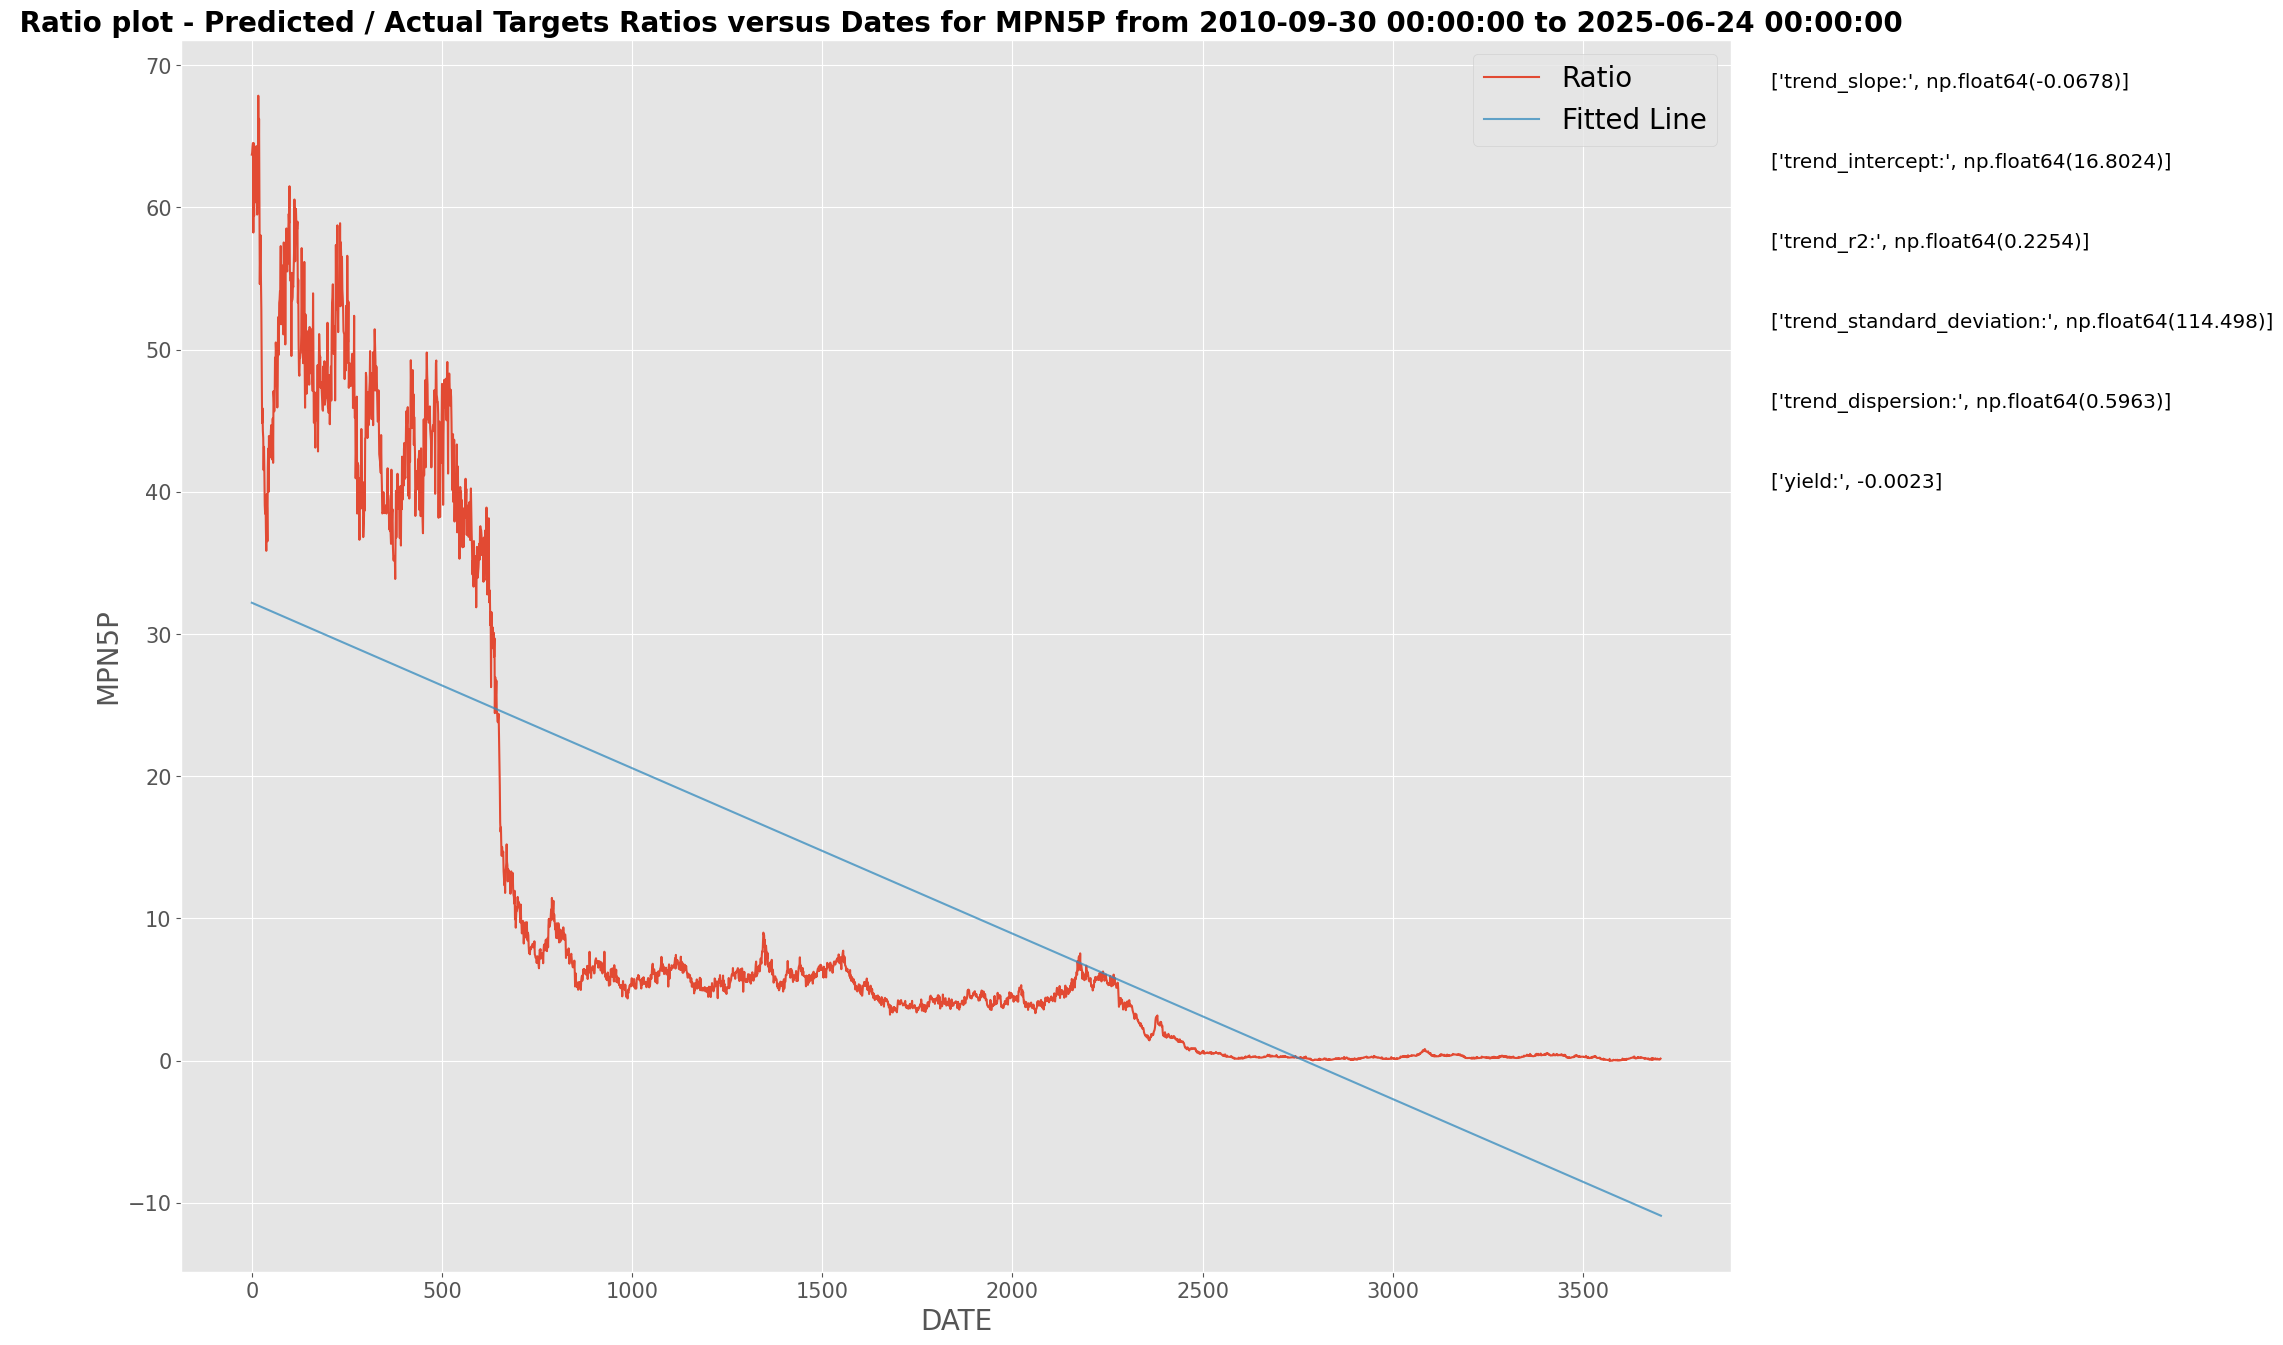 Ratio plot - Predicted / Actual Targets Ratios versus Dates for MPN5P from 2010-09-30 00:00:00 to 2025-06-24 00:00:00
Ratio
Fitted Line
['trend_slope:', np.float64(-0.0678)]
['trend_intercept:', np.float64(16.8024)]
['trend_r2:', np.float64(0.2254)]
['trend_standard_deviation:', np.float64(114.498)]
['trend_dispersion:', np.float64(0.5963)]
['yield:', -0.0023]
MPN5P
70
60
50
40
30
20
10
0
−10
0 500 1000 1500 2000 2500 3000 3500
DATE